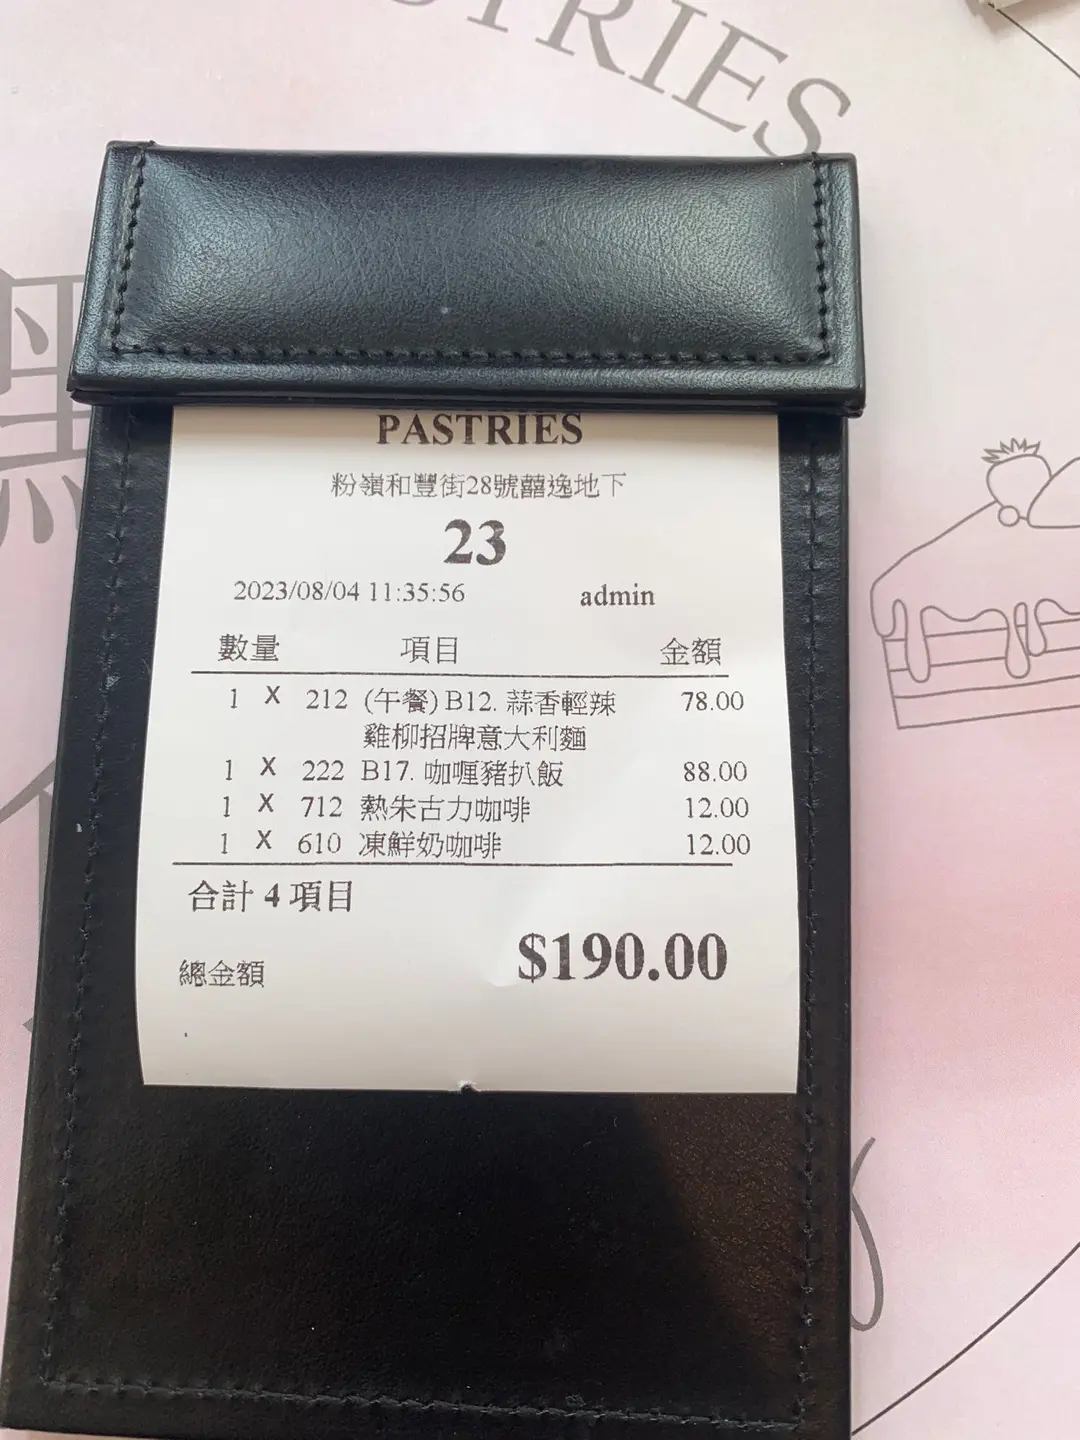 TRIES
黑
PASTRIES
粉嶺和豐街28號囍逸地下
23
2023/08/04 11:35:56 admin
數量 項目 金額
1 X 212 (午餐) B12. 蒜香輕辣 78.00
雞柳招牌意大利麵
1 X 222 B17. 咖喱豬扒飯 88.00
1 X 712 熱朱古力咖啡 12.00
1 X 610 凍鮮奶咖啡 12.00
合計 4 項目
總金額 $190.00